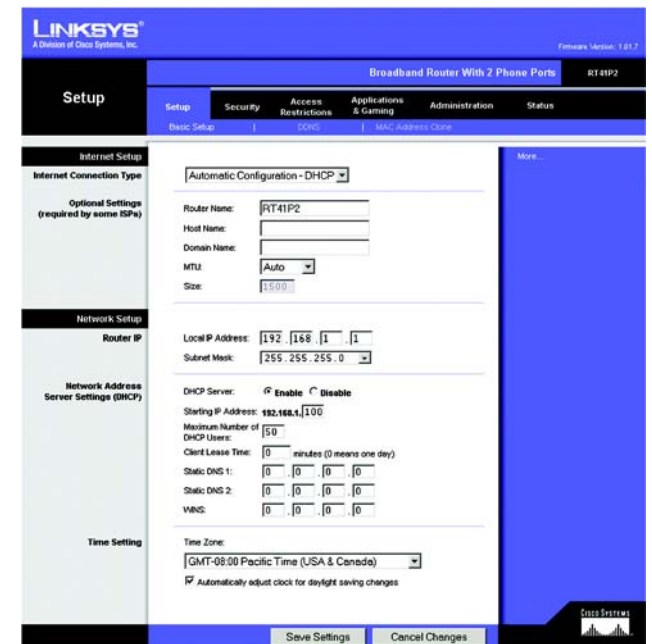 LINKSYS®
A Division of Cisco Systems, Inc.
Firmware Version: 1.01.7
Broadband Router With 2 Phone Ports RT41P2
Setup
Setup Security Access Restrictions Applications & Gaming Administration Status
Basic Setup | DDNS | MAC Address Clone
Internet Setup
More...
Internet Connection Type
Automatic Configuration - DHCP
Optional Settings
(required by some ISPs)
Router Name: RT41P2
Host Name:
Domain Name:
MTU: Auto
Size: 1500
Network Setup
Router IP
Local IP Address: 192 . 168 . 1 . 1
Subnet Mask: 255.255.255.0
Network Address
Server Settings (DHCP)
DHCP Server: Enable Disable
Starting IP Address: 192.168.1. 100
Maximum Number of
DHCP Users: 50
Client Lease Time: 0 minutes (0 means one day)
Static DNS 1: 0 . 0 . 0 . 0
Static DNS 2: 0 . 0 . 0 . 0
WINS: 0 . 0 . 0 . 0
Time Setting
Time Zone:
GMT-08:00 Pacific Time (USA & Canada)
Automatically adjust clock for daylight saving changes
Save Settings Cancel Changes
CISCO SYSTEMS